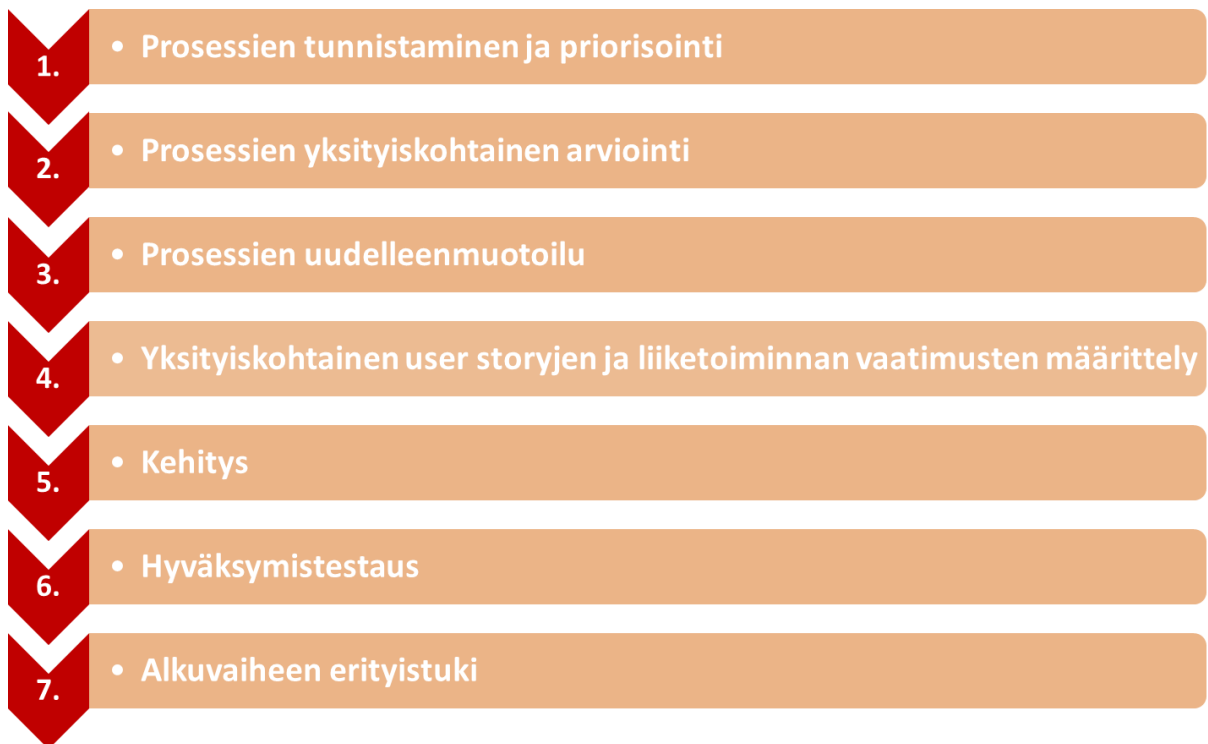 1. • Prosessien tunnistaminen ja priorisointi
2. • Prosessien yksityiskohtainen arviointi
3. • Prosessien uudelleenmuotoilu
4. • Yksityiskohtainen user storyjen ja liiketoiminnan vaatimusten määrittely
5. • Kehitys
6. • Hyväksymistestaus
7. • Alkuvaiheen erityistuki